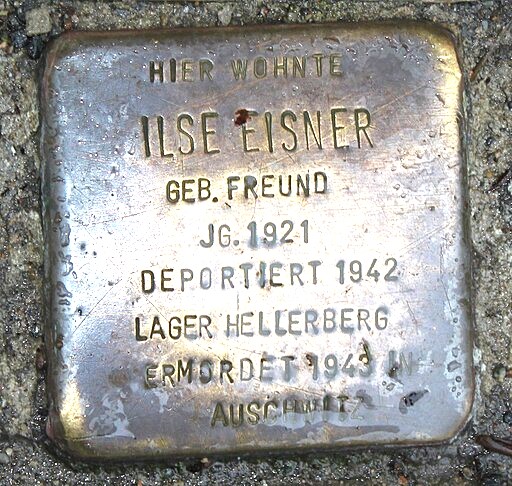 HIER WOHNTE
ILSE EISNER
GEB. FREUND
JG. 1921
DEPORTIERT 1942
LAGER HELLERBERG
ERMORDET 1943 IN
AUSCHWITZ